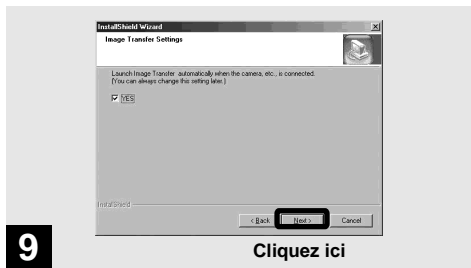 InstallShield Wizard
Image Transfer Settings
Launch Image Transfer automatically when the camera, etc., is connected.
(You can always change this setting later.)
YES
InstallShield
< Back Next > Cancel
9
Cliquez ici